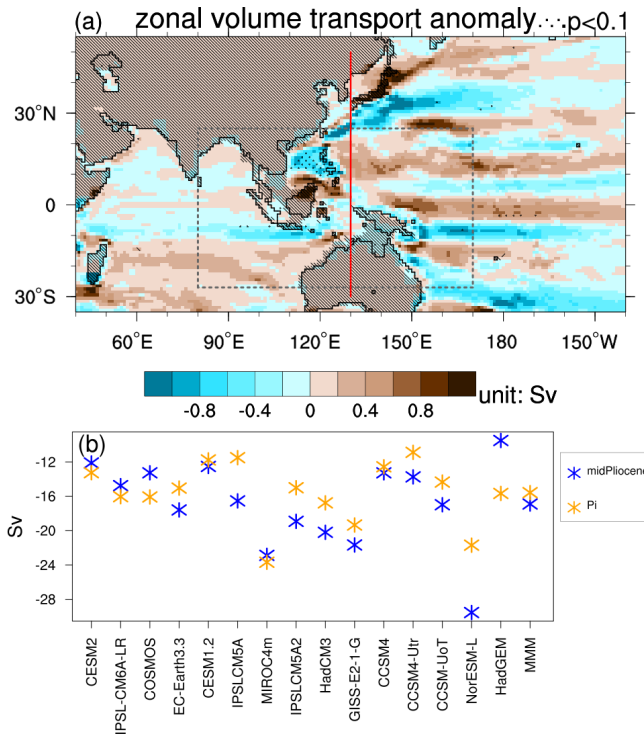 (a) zonal volume transport anomaly ∴∵p<0.1
30°N
0
30°S
60°E 90°E 120°E 150°E 150°W
-0.8 -0.4 0 0.4 0.8 unit: Sv
(b)
-12
-16
-20
-24
-28
Sv
midPliocene
Pi
CESM2
IPSL-CM6A-LR
COSMOS
EC-Earth3.3
CESM1.2
IPSLCM5A
MIROC4m
IPSLCM5A2
HadCM3
GISS-E2-1-G
CCSM4
CCSM4-Utr
CCSM-UoT
NorESM-L
HadGEM
MMM